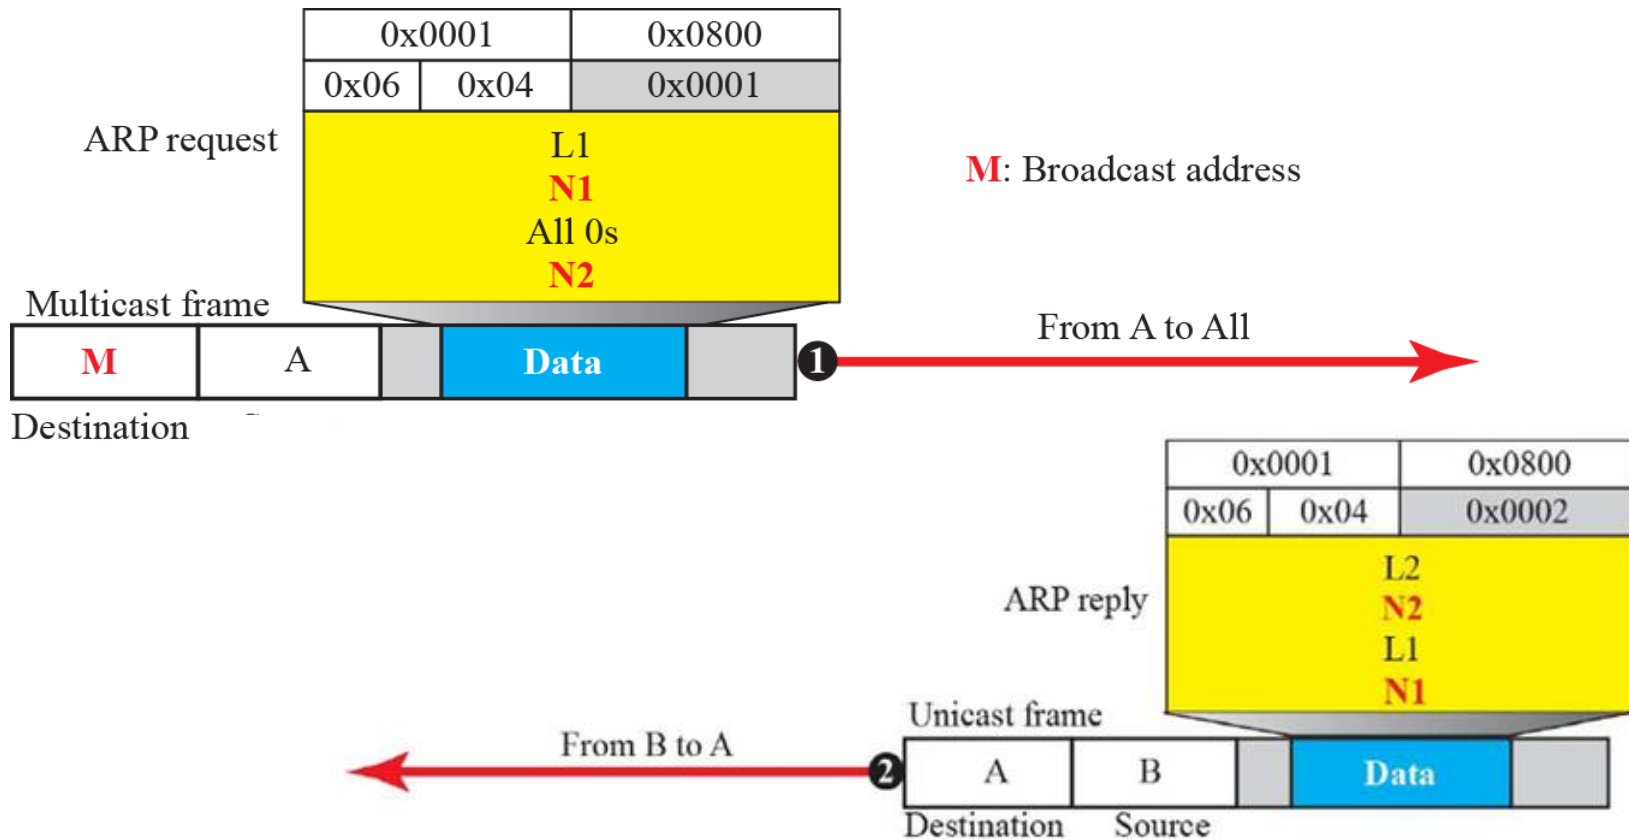 0x0001 0x0800
0x06 0x04 0x0001
ARP request
L1
N1
All 0s
N2
M: Broadcast address
Multicast frame
M A Data 1
From A to All
Destination
0x0001 0x0800
0x06 0x04 0x0002
ARP reply
L2
N2
L1
N1
Unicast frame
From B to A
2 A B Data
Destination Source